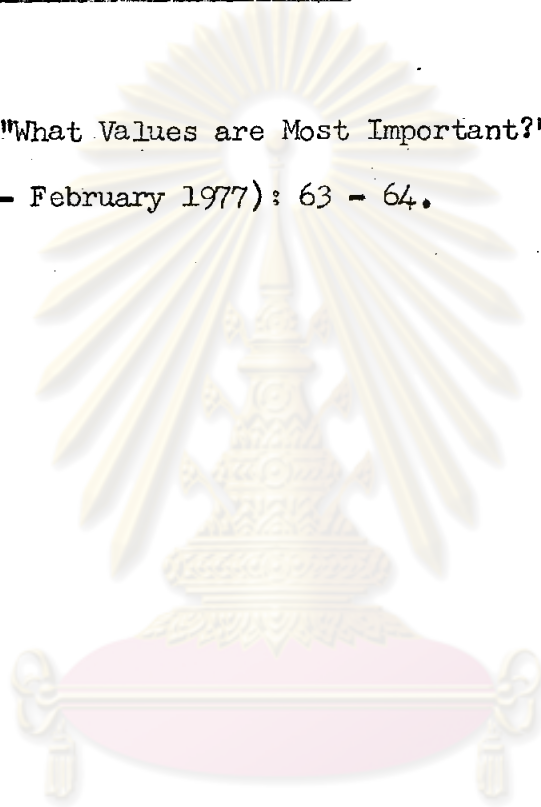 "What Values are Most Important?"
- February 1977): 63 - 64.